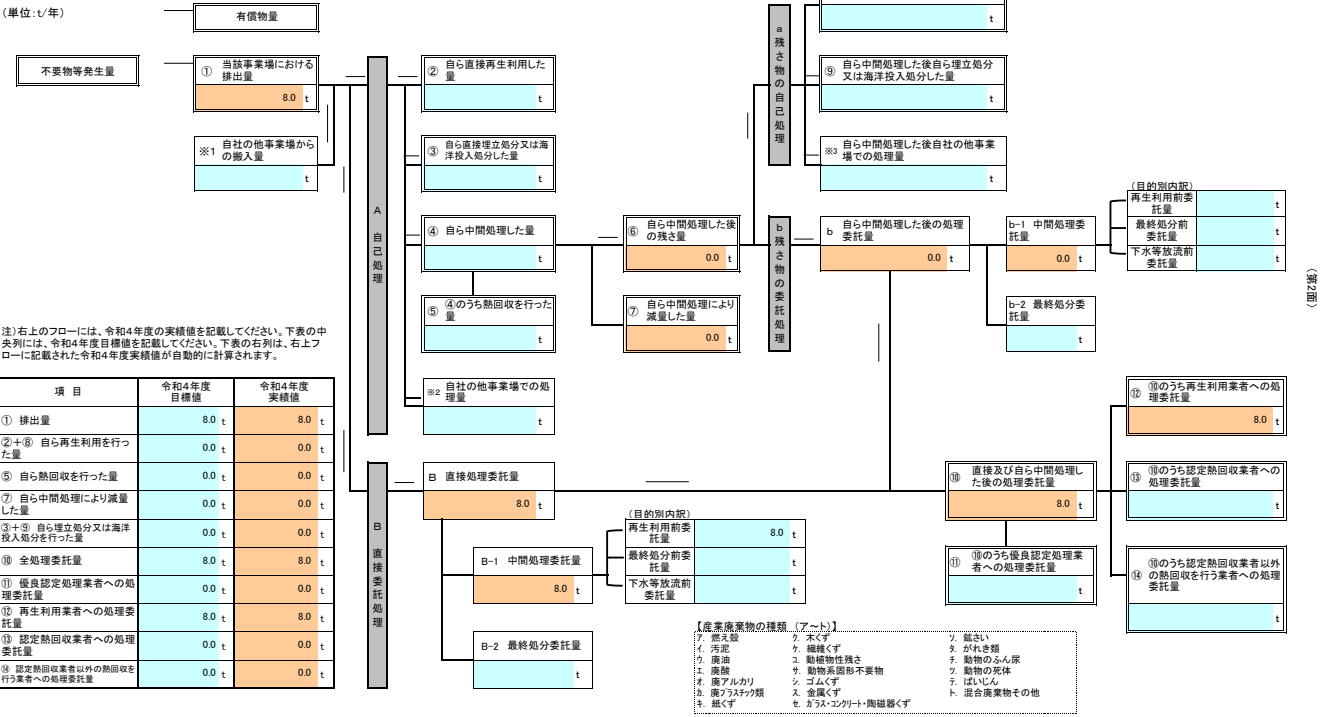 (単位:t/年)
有償物量
t
不要物等発生量
① 当該事業場における
排出量
8.0 t
※1 自社の他事業場から
の搬入量
t
A 自己処理
② 自ら直接再生利用した
量
t
③ 自ら直接埋立処分又は海
洋投入処分した量
t
④ 自ら中間処理した量
t
⑤ ④のうち熱回収を行った
量
t
※2 自社の他事業場での処
理量
t
⑥ 自ら中間処理した後
の残さ量
0.0 t
⑦ 自ら中間処理により
減量した量
0.0 t
a 残さ物の自己処理
⑨ 自ら中間処理した後自ら埋立処分
又は海洋投入処分した量
t
※3 自ら中間処理した後自社の他事業
場での処理量
t
b 残さ物の委託処理
b 自ら中間処理した後の処理
委託量
0.0 t
b-1 中間処理委
託量
0.0 t
b-2 最終処分委
託量
t
(目的別内訳)
再生利用前委
託量 t
最終処分前
委託量 t
下水等放流前
委託量 t
(第2面)
注)右上のフローには、令和4年度の実績値を記載してください。下表の中
央列には、令和4年度目標値を記載してください。下表の右列は、右上フ
ローに記載された令和4年度実績値が自動的に計算されます。
項 目 令和4年度 目標値 令和4年度 実績値
① 排出量 8.0 t 8.0 t
②+⑧ 自ら再生利用を行っ
た量 0.0 t 0.0 t
⑤ 自ら熱回収を行った量 0.0 t 0.0 t
⑦ 自ら中間処理により減量
した量 0.0 t 0.0 t
③+⑨ 自ら埋立処分又は海洋
投入処分を行った量 0.0 t 0.0 t
⑩ 全処理委託量 8.0 t 8.0 t
⑪ 優良認定処理業者への処
理委託量 0.0 t 0.0 t
⑫ 再生利用業者への処理委
託量 8.0 t 8.0 t
⑬ 認定熱回収業者への処理
委託量 0.0 t 0.0 t
⑭ 認定熱回収業者以外の熱回収を
行う業者への処理委託量 0.0 t 0.0 t
B 直接委託処理
B 直接処理委託量
8.0 t
B-1 中間処理委託量
8.0 t
B-2 最終処分委託量
t
(目的別内訳)
再生利用前委
託量 8.0 t
最終処分前委
託量
下水等放流前
委託量
⑩ 直接及び自ら中間処理し
た後の処理委託量
8.0 t
⑪ ⑩のうち優良認定処理業
者への処理委託量
t
⑫ ⑩のうち再生利用業者への処
理委託量
8.0 t
⑬ ⑩のうち認定熱回収業者への
処理委託量
t
⑭ ⑩のうち認定熱回収業者以外
の熱回収を行う業者への処理
委託量
t
【産業廃棄物の種類 (ア~ト)】
ア. 燃え殻 ク. 木くず ソ. 鉱さい
イ. 汚泥 ケ. 繊維くず タ. がれき類
ウ. 廃油 コ. 動植物性残さ チ. 動物のふん尿
エ. 廃酸 サ. 動物系固形不要物 ツ. 動物の死体
オ. 廃アルカリ シ. ゴムくず テ. ばいじん
カ. 廃プラスチック類 ス. 金属くず ト. 混合廃棄物その他
キ. 紙くず セ. ガラス・コンクリート・陶磁器くず